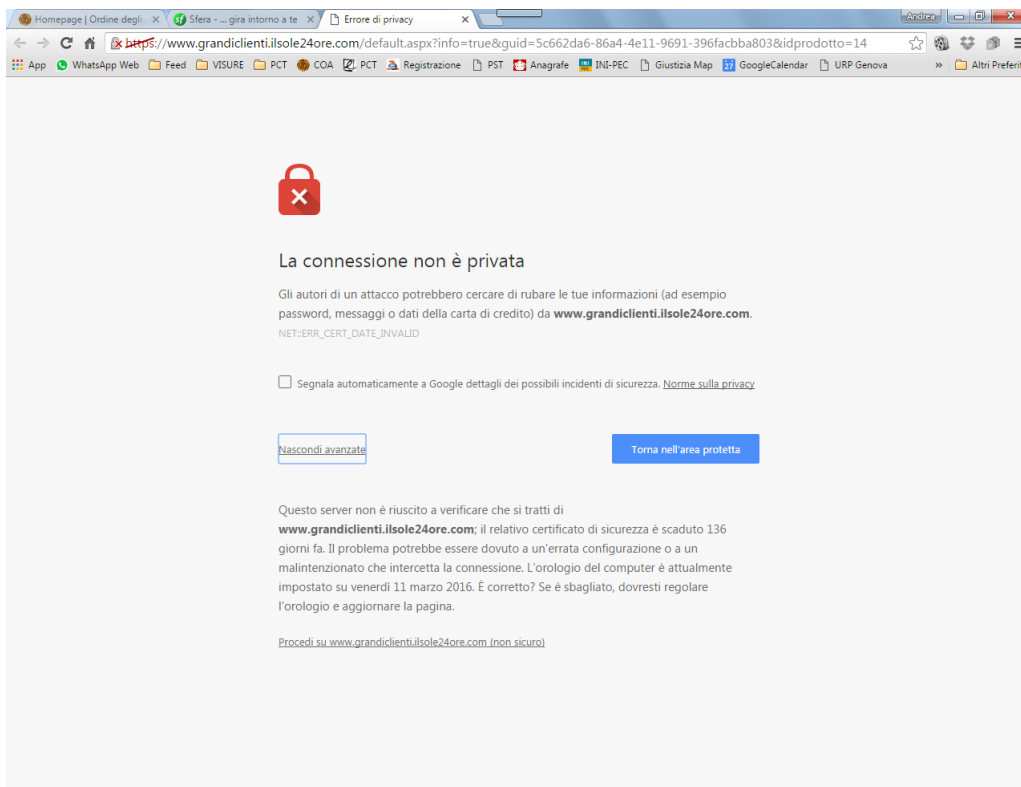 Homepage | Ordine degli
Sfera - ... gira intorno a te
Errore di privacy
Andrea
https://www.grandiclienti.ilsole24ore.com/default.aspx?info=true&guid=5c662da6-86a4-4e11-9691-396facbba803&idprodotto=14
App WhatsApp Web Feed VISURE PCT COA PCT Registrazione PST Anagrafe INI-PEC Giustizia Map 27 GoogleCalendar URP Genova » Altri Preferit
La connessione non è privata
Gli autori di un attacco potrebbero cercare di rubare le tue informazioni (ad esempio
password, messaggi o dati della carta di credito) da www.grandiclienti.ilsole24ore.com.
NET::ERR_CERT_DATE_INVALID
Segnala automaticamente a Google dettagli dei possibili incidenti di sicurezza. Norme sulla privacy
Nascondi avanzate
Torna nell'area protetta
Questo server non è riuscito a verificare che si tratti di
www.grandiclienti.ilsole24ore.com; il relativo certificato di sicurezza è scaduto 136
giorni fa. Il problema potrebbe essere dovuto a un'errata configurazione o a un
malintenzionato che intercetta la connessione. L'orologio del computer è attualmente
impostato su venerdì 11 marzo 2016. È corretto? Se è sbagliato, dovresti regolare
l'orologio e aggiornare la pagina.
Procedi su www.grandiclienti.ilsole24ore.com (non sicuro)